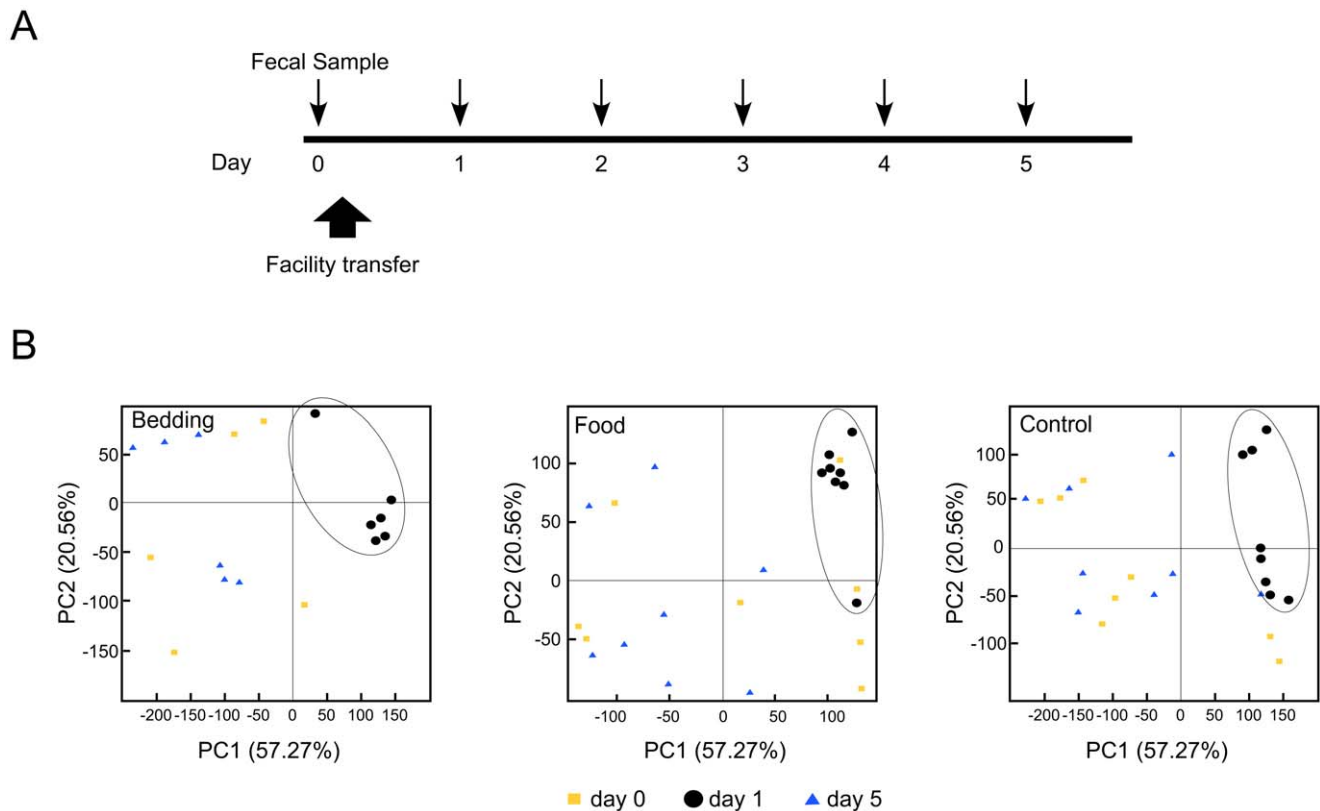 A
Fecal Sample
Day 0 1 2 3 4 5
Facility transfer
B
Bedding
PC2 (20.56%)
50
0
-50
-100
-150
-200 -150 -100 -50 0 50 100 150
PC1 (57.27%)
Food
PC2 (20.56%)
100
50
0
-50
-100 0 50 100
PC1 (57.27%)
Control
PC2 (20.56%)
100
50
0
-50
-100
-200 -150 -100 -50 0 50 100 150
PC1 (57.27%)
day 0 day 1 day 5